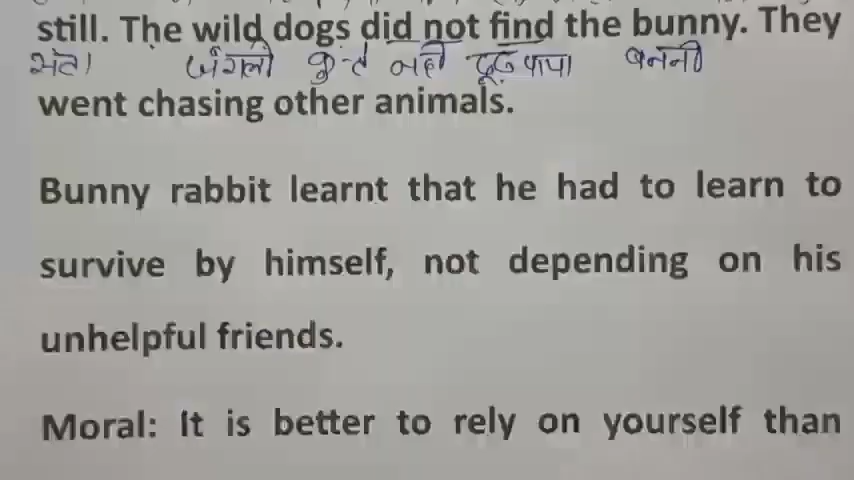 still. The wild dogs did not find the bunny. They
जंगली कुत्ते नही ढूढ पाया बननी
went chasing other animals.
Bunny rabbit learnt that he had to learn to
survive by himself, not depending on his
unhelpful friends.
Moral: It is better to rely on yourself than